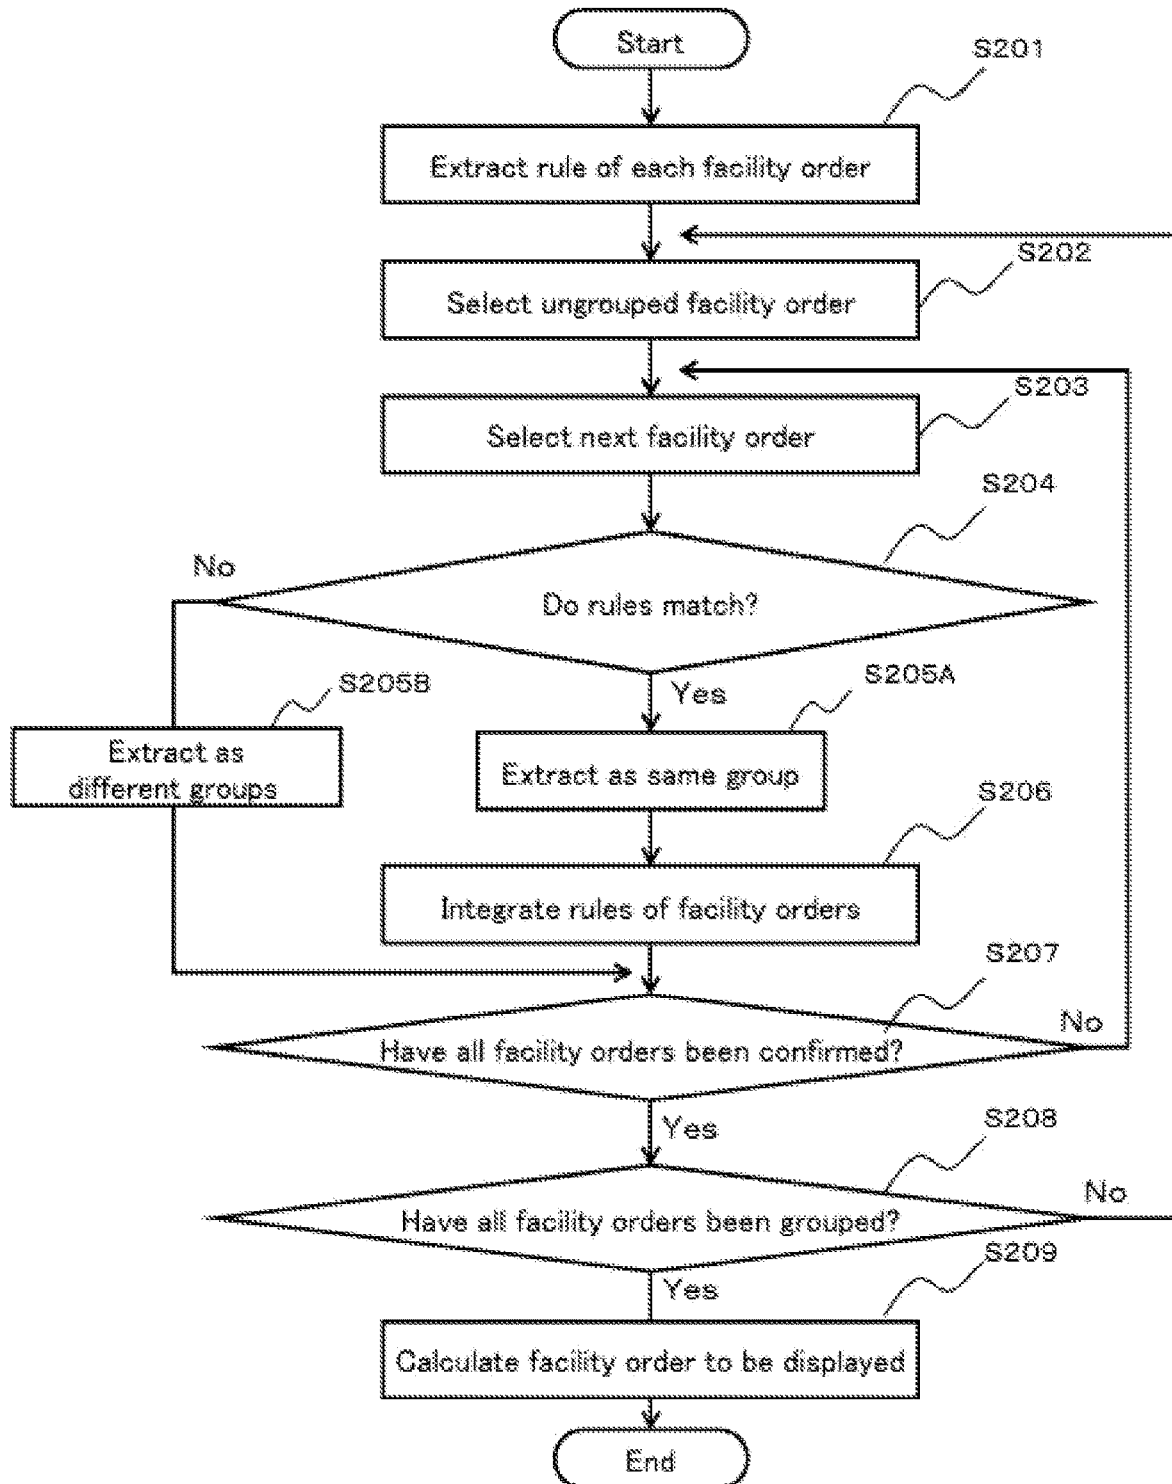 Start
S201
Extract rule of each facility order
S202
Select ungrouped facility order
S203
Select next facility order
S204
No
Do rules match?
Yes
S205A
S205B
Extract as
different groups
Extract as same group
S206
Integrate rules of facility orders
S207
No
Have all facility orders been confirmed?
Yes
S208
No
Have all facility orders been grouped?
S209
Yes
Calculate facility order to be displayed
End